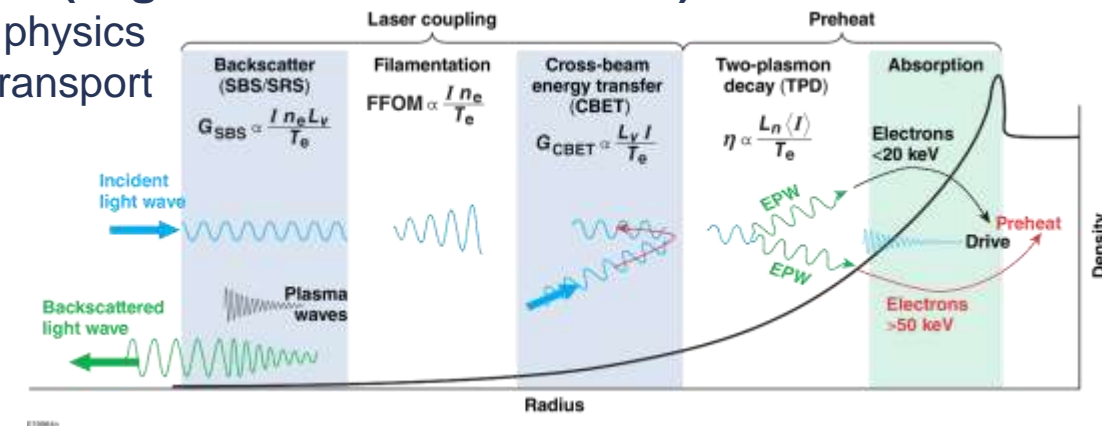 physics
ransport
Laser coupling
Preheat
Backscatter
(SBS/SRS)
G_SBS ∝ I n_e L_v / T_e
Filamentation
FFOM ∝ I n_e / T_e
Cross-beam
energy transfer
(CBET)
G_CBET ∝ L_v I / T_e
Two-plasmon
decay (TPD)
η ∝ L_n ⟨I⟩ / T_e
Absorption
Electrons
<20 keV
Incident
light wave
EPW
EPW
Preheat
Drive
Density
Plasma
waves
Backscattered
light wave
Electrons
>50 keV
Radius